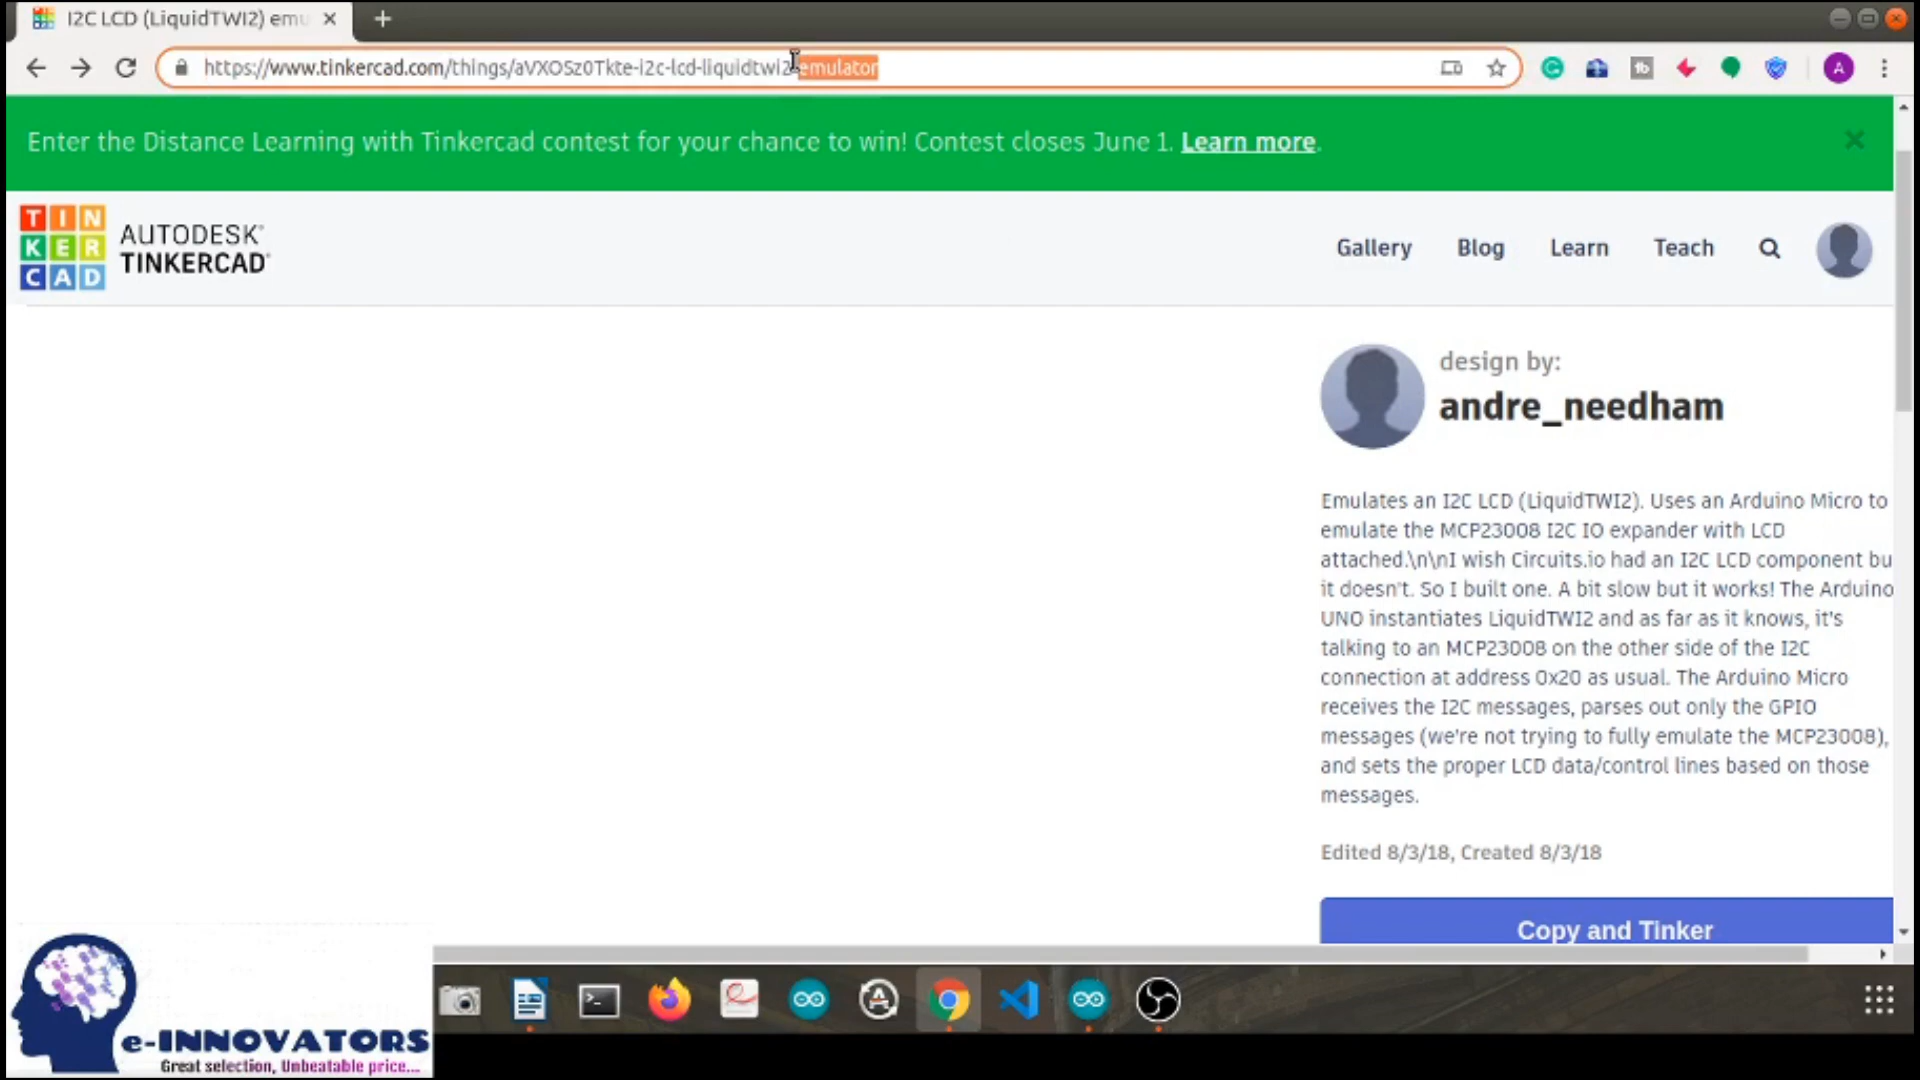 I2C LCD (LiquidTWI2) emu
https://www.tinkercad.com/things/aVXOSz0Tkte-i2c-lcd-liquidtwi2-emulator
A
Enter the Distance Learning with Tinkercad contest for your chance to win! Contest closes June 1. Learn more.
TIN
KER
CAD
AUTODESK®
TINKERCAD®
Gallery Blog Learn Teach
design by:
andre_needham
Emulates an I2C LCD (LiquidTWI2). Uses an Arduino Micro to
emulate the MCP23008 I2C IO expander with LCD
attached.\n\nI wish Circuits.io had an I2C LCD component bu
it doesn't. So I built one. A bit slow but it works! The Arduino
UNO instantiates LiquidTWI2 and as far as it knows, it's
talking to an MCP23008 on the other side of the I2C
connection at address 0x20 as usual. The Arduino Micro
receives the I2C messages, parses out only the GPIO
messages (we're not trying to fully emulate the MCP23008),
and sets the proper LCD data/control lines based on those
messages.
Edited 8/3/18, Created 8/3/18
Copy and Tinker
e-INNOVATORS
Great selection, Unbeatable price...